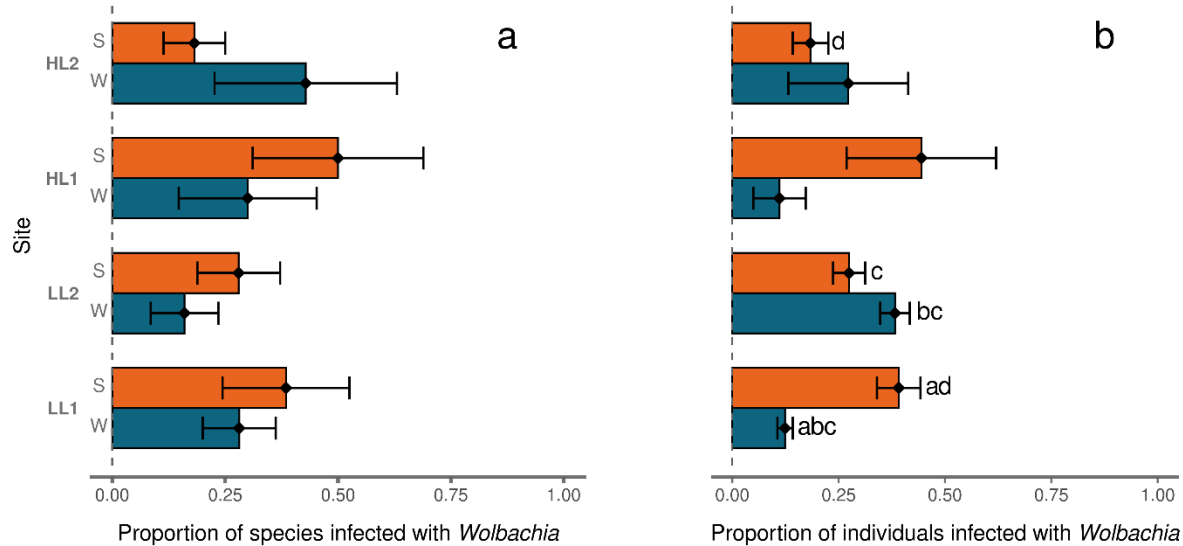 a
b
Site
HL2
S
W
HL1
S
W
LL2
S
W
LL1
S
W
d
c
bc
ad
abc
0.00 0.25 0.50 0.75 1.00
0.00 0.25 0.50 0.75 1.00
Proportion of species infected with Wolbachia
Proportion of individuals infected with Wolbachia